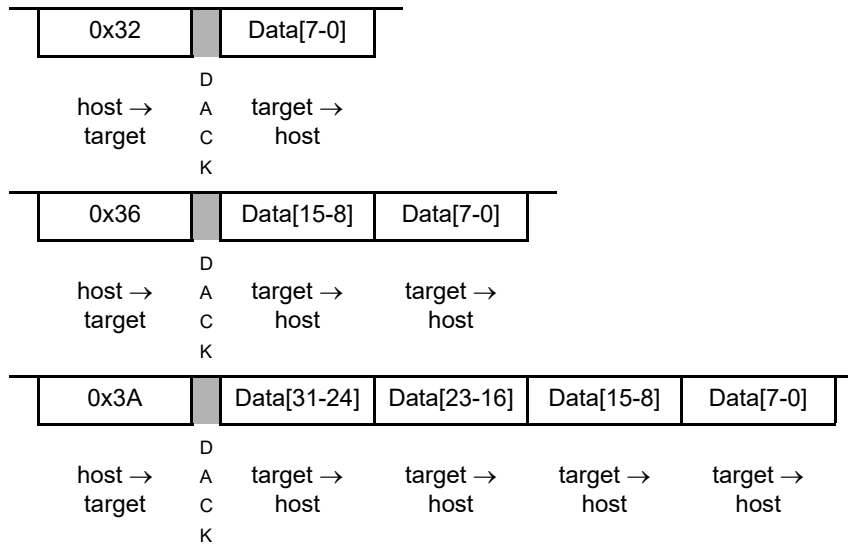 0x32 Data[7-0]
D
host → A target →
target C host
K
0x36 Data[15-8] Data[7-0]
D
host → A target → target →
target C host host
K
0x3A Data[31-24] Data[23-16] Data[15-8] Data[7-0]
D
host → A target → target → target → target →
target C host host host host
K